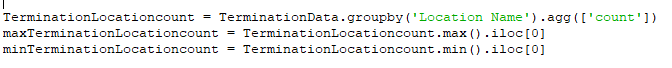 TerminationLocationcount = TerminationData.groupby('Location Name').agg(['count'])
maxTerminationLocationcount = TerminationLocationcount.max().iloc[0]
minTerminationLocationcount = TerminationLocationcount.min().iloc[0]